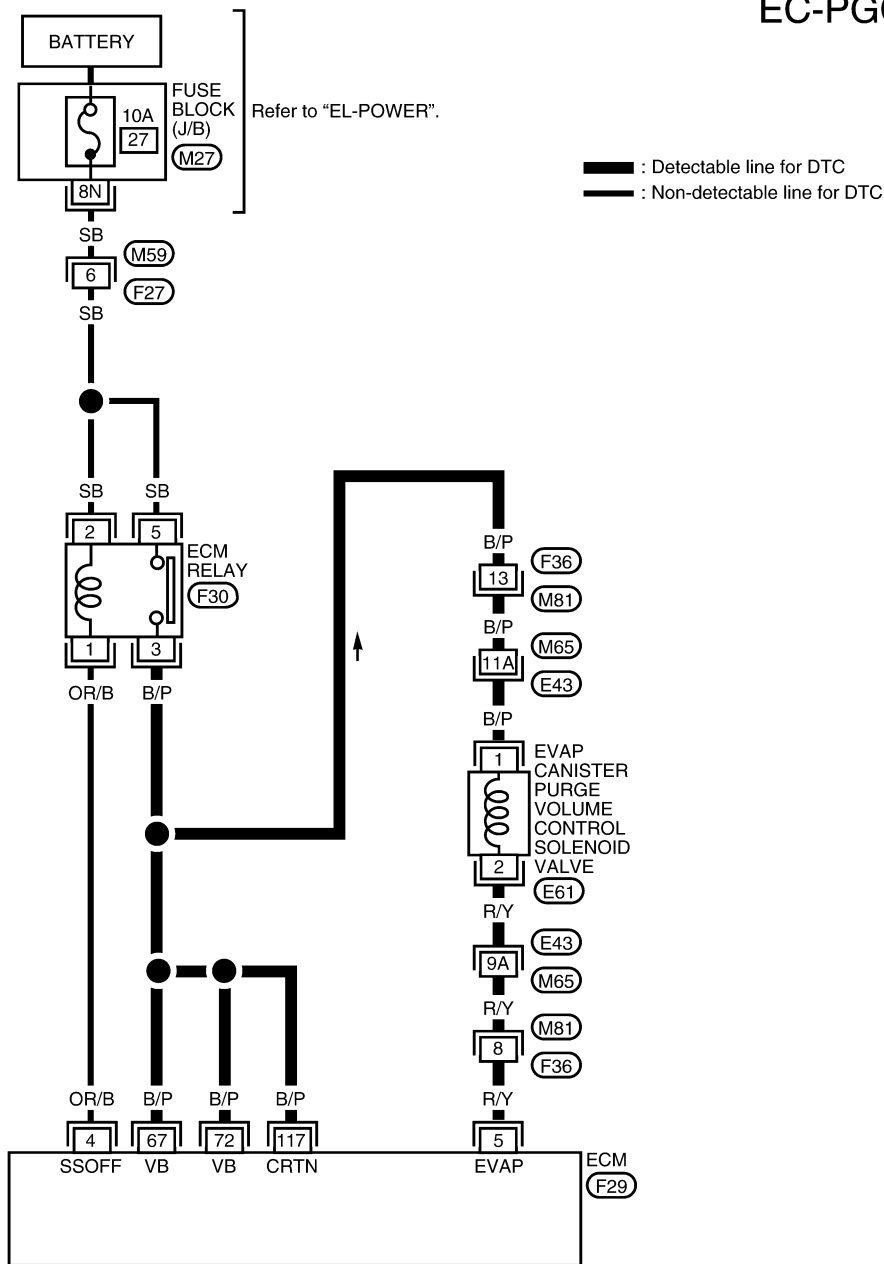 EC-PG
BATTERY
FUSE
BLOCK
(J/B)
M27
10A
27
8N
Refer to “EL-POWER”.
: Detectable line for DTC
: Non-detectable line for DTC
SB
6
M59
F27
SB
SB
SB
2
5
ECM
RELAY
F30
1
3
OR/B
B/P
B/P
13
F36
M81
B/P
11A
M65
E43
B/P
1
EVAP
CANISTER
PURGE
VOLUME
CONTROL
SOLENOID
VALVE
2
E61
R/Y
9A
E43
M65
R/Y
8
M81
F36
OR/B
B/P
B/P
B/P
R/Y
4
67
72
117
5
SSOFF
VB
VB
CRTN
EVAP
ECM
F29